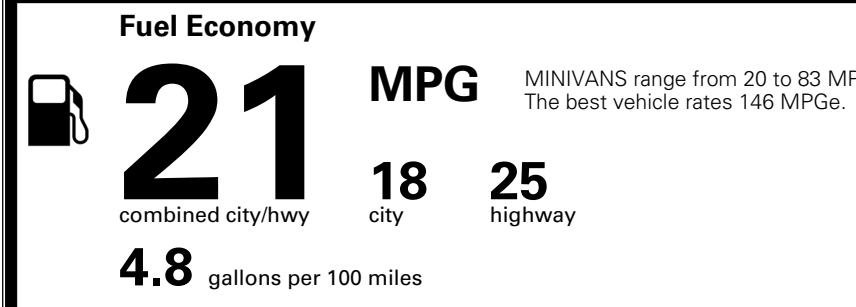 Fuel Economy
21
MPG
MINIVANS range from 20 to 83
The best vehicle rates 146 MPGe.
18
25
combined city/hwy
city
highway
4.8 gallons per 100 miles